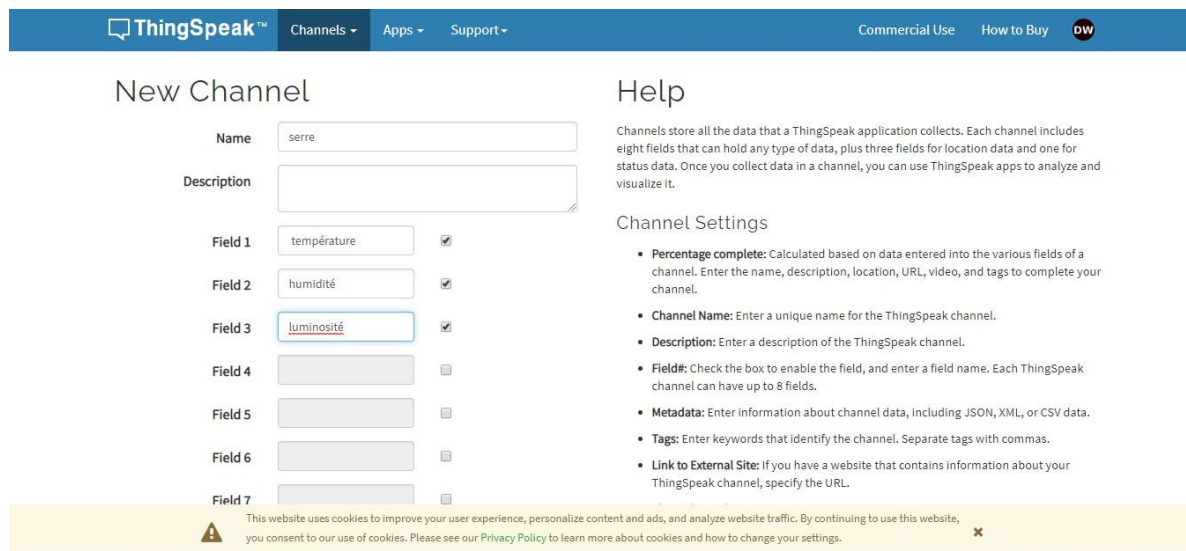 ThingSpeak™ Channels Apps Support Commercial Use How to Buy DW
New Channel
Name serre
Description
Field 1 température
Field 2 humidité
Field 3 luminosité
Field 4
Field 5
Field 6
Field 7
Help
Channels store all the data that a ThingSpeak application collects. Each channel includes
eight fields that can hold any type of data, plus three fields for location data and one for
status data. Once you collect data in a channel, you can use ThingSpeak apps to analyze and
visualize it.
Channel Settings
• Percentage complete: Calculated based on data entered into the various fields of a
channel. Enter the name, description, location, URL, video, and tags to complete your
channel.
• Channel Name: Enter a unique name for the ThingSpeak channel.
• Description: Enter a description of the ThingSpeak channel.
• Field#: Check the box to enable the field, and enter a field name. Each ThingSpeak
channel can have up to 8 fields.
• Metadata: Enter information about channel data, including JSON, XML, or CSV data.
• Tags: Enter keywords that identify the channel. Separate tags with commas.
• Link to External Site: If you have a website that contains information about your
ThingSpeak channel, specify the URL.
This website uses cookies to improve your user experience, personalize content and ads, and analyze website traffic. By continuing to use this website,
you consent to our use of cookies. Please see our Privacy Policy to learn more about cookies and how to change your settings.